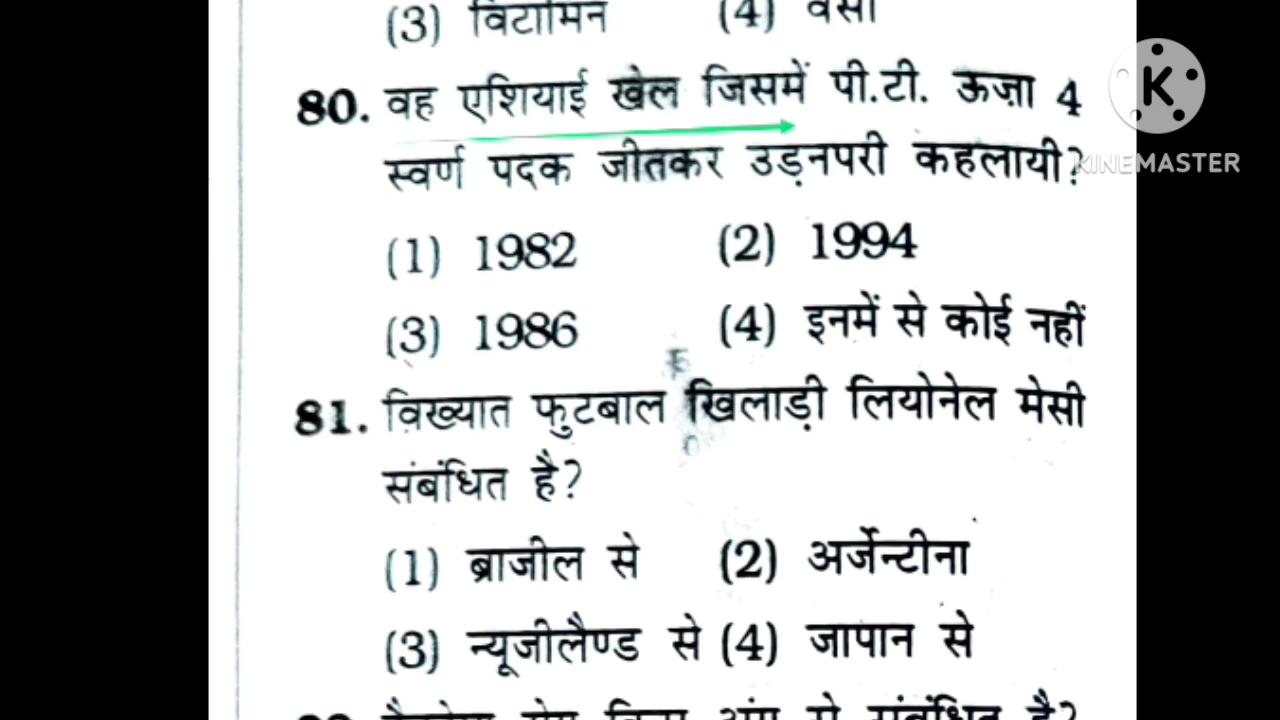 (3) विटामिन (4) वसा
80. वह एशियाई खेल जिसमें पी.टी. ऊज़ा 4
स्वर्ण पदक जीतकर उड़नपरी कहलायी?
(1) 1982 (2) 1994
(3) 1986 (4) इनमें से कोई नहीं
81. विख्यात फुटबाल खिलाड़ी लियोनेल मेसी
संबंधित है?
(1) ब्राजील से (2) अर्जेन्टीना
(3) न्यूजीलैण्ड से (4) जापान से
संबंधित है?
K
KINEMASTER